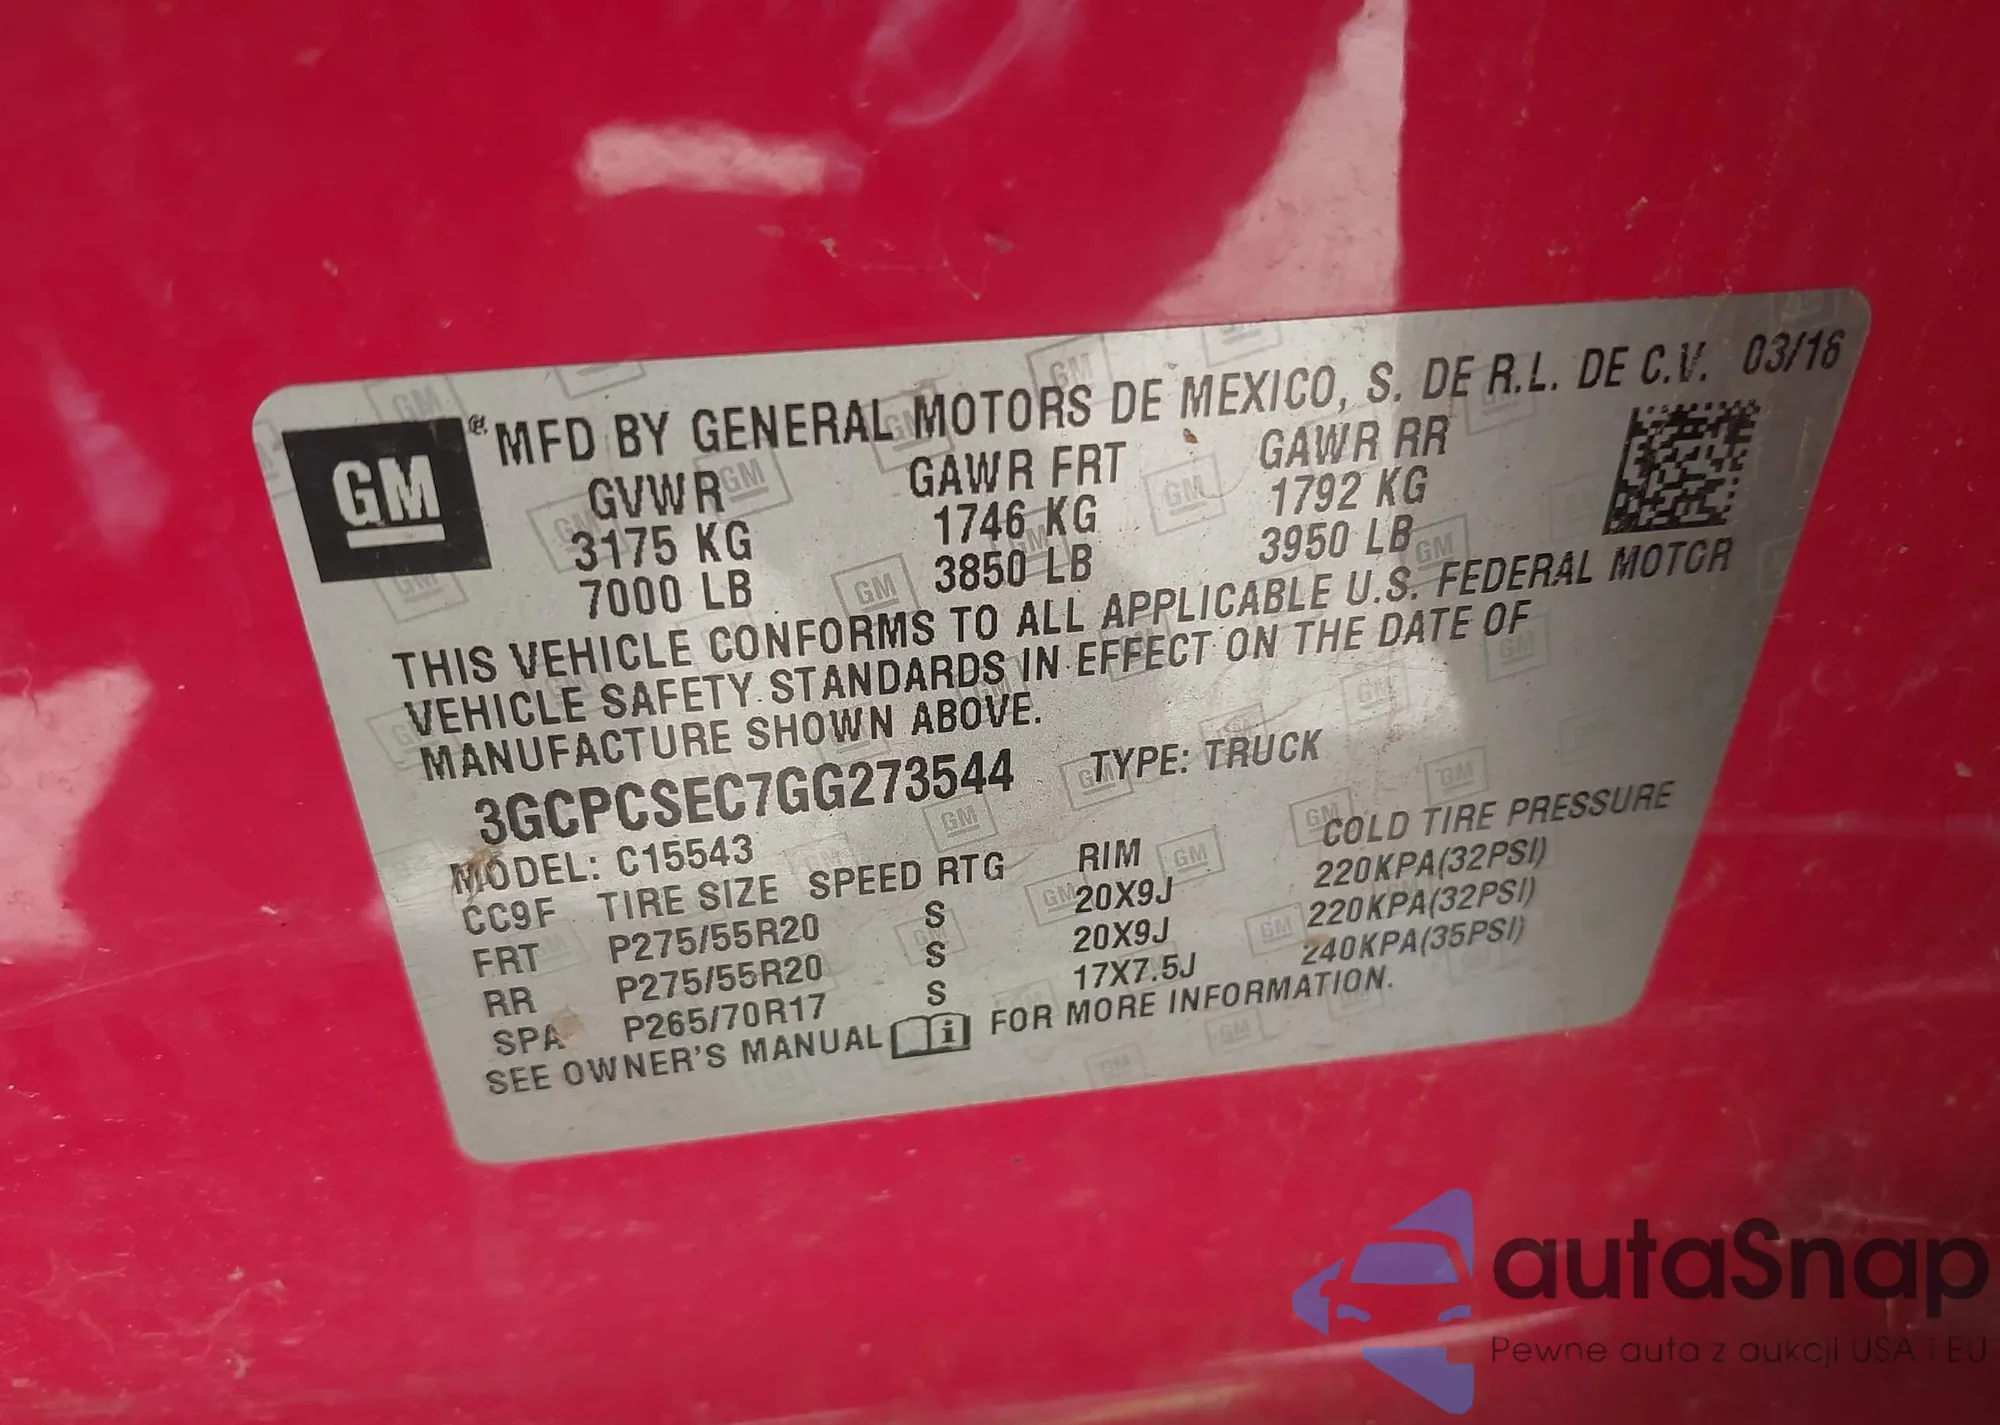 GM
® MFD BY GENERAL MOTORS DE MEXICO, S. DE R.L. DE C.V. 03/16
GVWR GAWR FRT GAWR RR
3175 KG 1746 KG 1792 KG
7000 LB 3850 LB 3950 LB
THIS VEHICLE CONFORMS TO ALL APPLICABLE U.S. FEDERAL MOTOR
VEHICLE SAFETY STANDARDS IN EFFECT ON THE DATE OF
MANUFACTURE SHOWN ABOVE.
3GCPCSEC7GG273544 TYPE: TRUCK
MODEL: C15543
CC9F TIRE SIZE SPEED RTG RIM COLD TIRE PRESSURE
FRT P275/55R20 S 20X9J 220KPA(32PSI)
RR P275/55R20 S 20X9J 220KPA(32PSI)
SPA P265/70R17 S 17X7.5J 240KPA(35PSI)
SEE OWNER'S MANUAL i FOR MORE INFORMATION.
autaSnap
Pewne auta z aukcji USA i EU